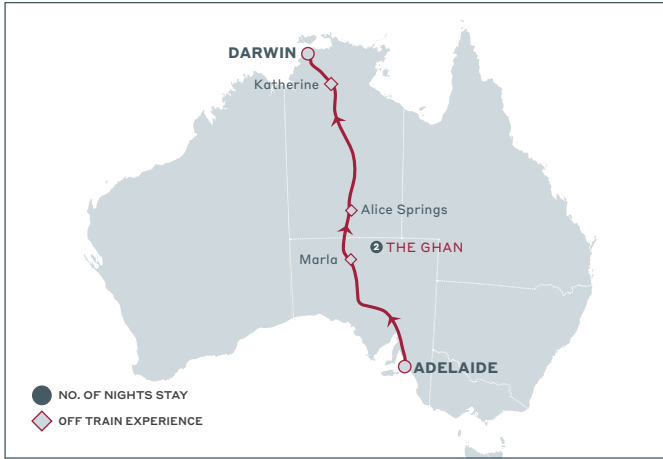 DARWIN
Katherine
Alice Springs
2 THE GHAN
Marla
ADELAIDE
NO. OF NIGHTS STAY
OFF TRAIN EXPERIENCE